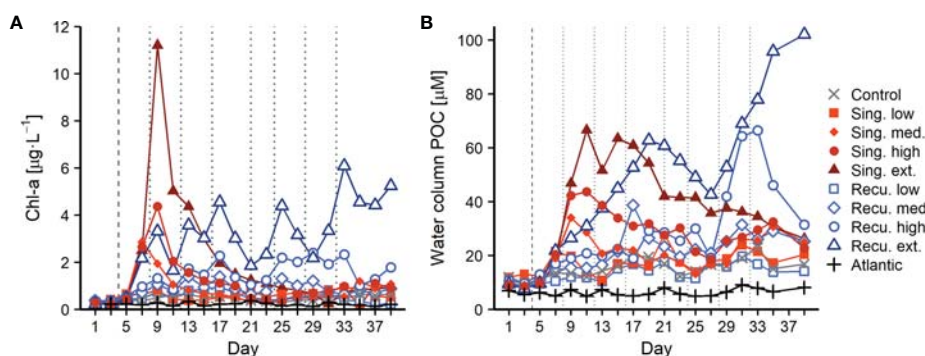 A
Chl-a [µg·L⁻¹]
12
10
8
6
4
2
0
1 5 9 13 17 21 25 29 33 37
Day
B
Water column POC [µM]
100
80
60
40
20
0
1 5 9 13 17 21 25 29 33 37
Day
Control
Sing. low
Sing. med.
Sing. high
Sing. ext.
Recu. low
Recu. med.
Recu. high
Recu. ext.
Atlantic